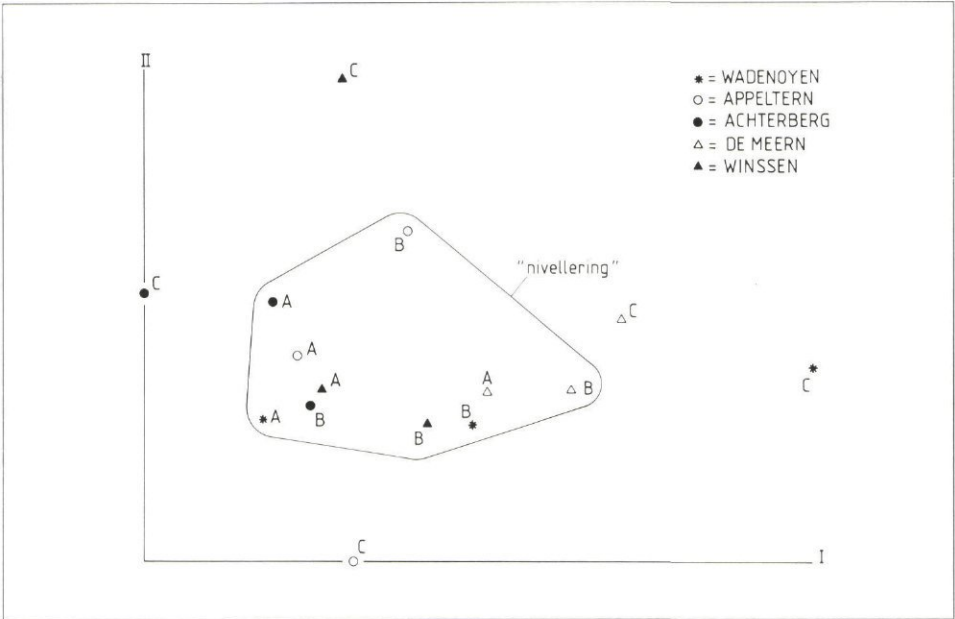 II
C
* = WADENOYEN
○ = APPELTERN
● = ACHTERBERG
△ = DE MEERN
▲ = WINSSEN
B
"nivellering"
C
A
C
A
A
A
B
C
A
B
B
B
C
I